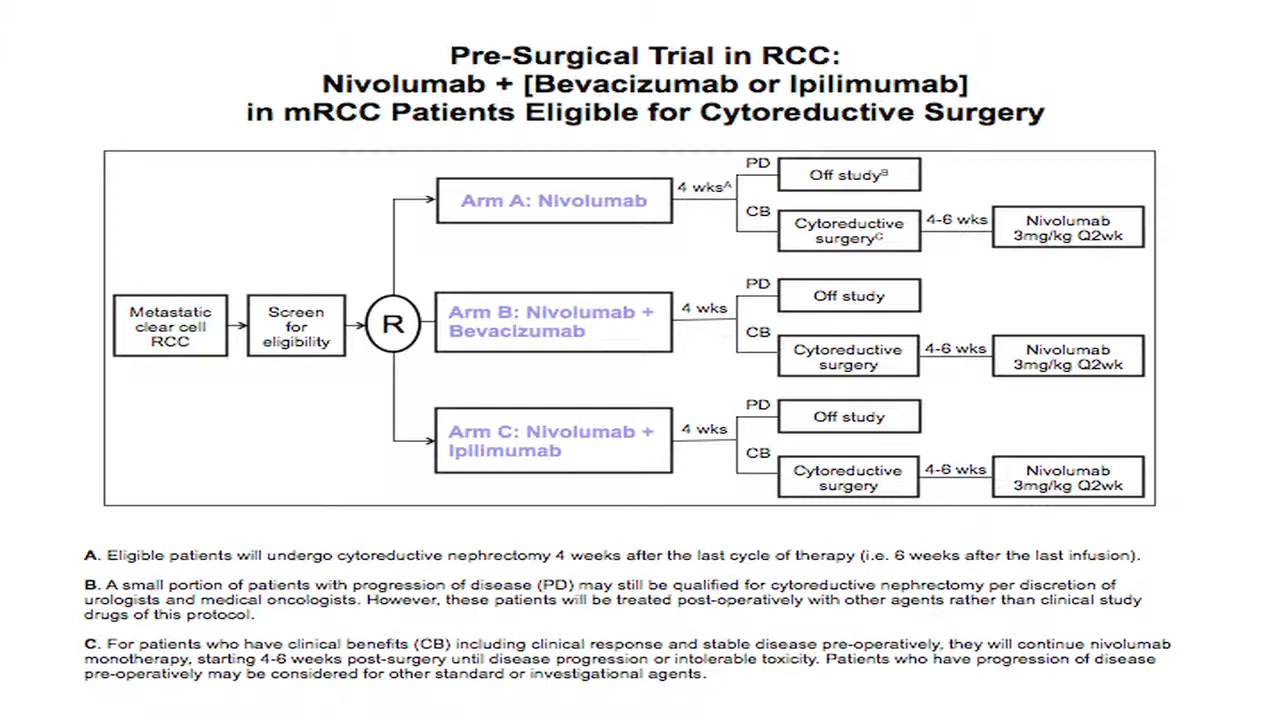 Pre-Surgical Trial in RCC:
Nivolumab + [Bevacizumab or Ipilimumab]
in mRCC Patients Eligible for Cytoreductive Surgery
Metastatic
clear cell
RCC
Screen
for
eligibility
R
Arm A: Nivolumab
4 wksA
PD
Off studyB
CB
Cytoreductive
surgeryC
4-6 wks
Nivolumab
3mg/kg Q2wk
Arm B: Nivolumab +
Bevacizumab
4 wks
PD
Off study
CB
Cytoreductive
surgery
4-6 wks
Nivolumab
3mg/kg Q2wk
Arm C: Nivolumab +
Ipilimumab
4 wks
PD
Off study
CB
Cytoreductive
surgery
4-6 wks
Nivolumab
3mg/kg Q2wk
A. Eligible patients will undergo cytoreductive nephrectomy 4 weeks after the last cycle of therapy (i.e. 6 weeks after the last infusion).
B. A small portion of patients with progression of disease (PD) may still be qualified for cytoreductive nephrectomy per discretion of
urologists and medical oncologists. However, these patients will be treated post-operatively with other agents rather than clinical study
drugs of this protocol.
C. For patients who have clinical benefits (CB) including clinical response and stable disease pre-operatively, they will continue nivolumab
monotherapy, starting 4-6 weeks post-surgery until disease progression or intolerable toxicity. Patients who have progression of disease
pre-operatively may be considered for other standard or investigational agents.